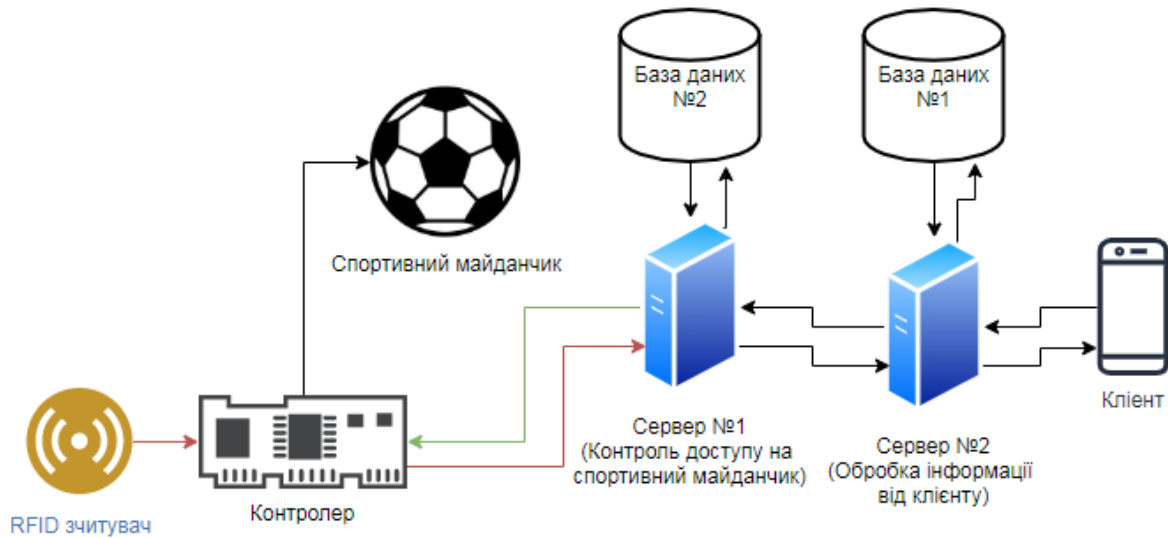 База даних
№2
База даних
№1
Спортивний майданчик
Клієнт
Сервер №1
(Контроль доступу на
спортивний майданчик)
Сервер №2
(Обробка інформації
від клієнту)
Контролер
RFID зчитувач